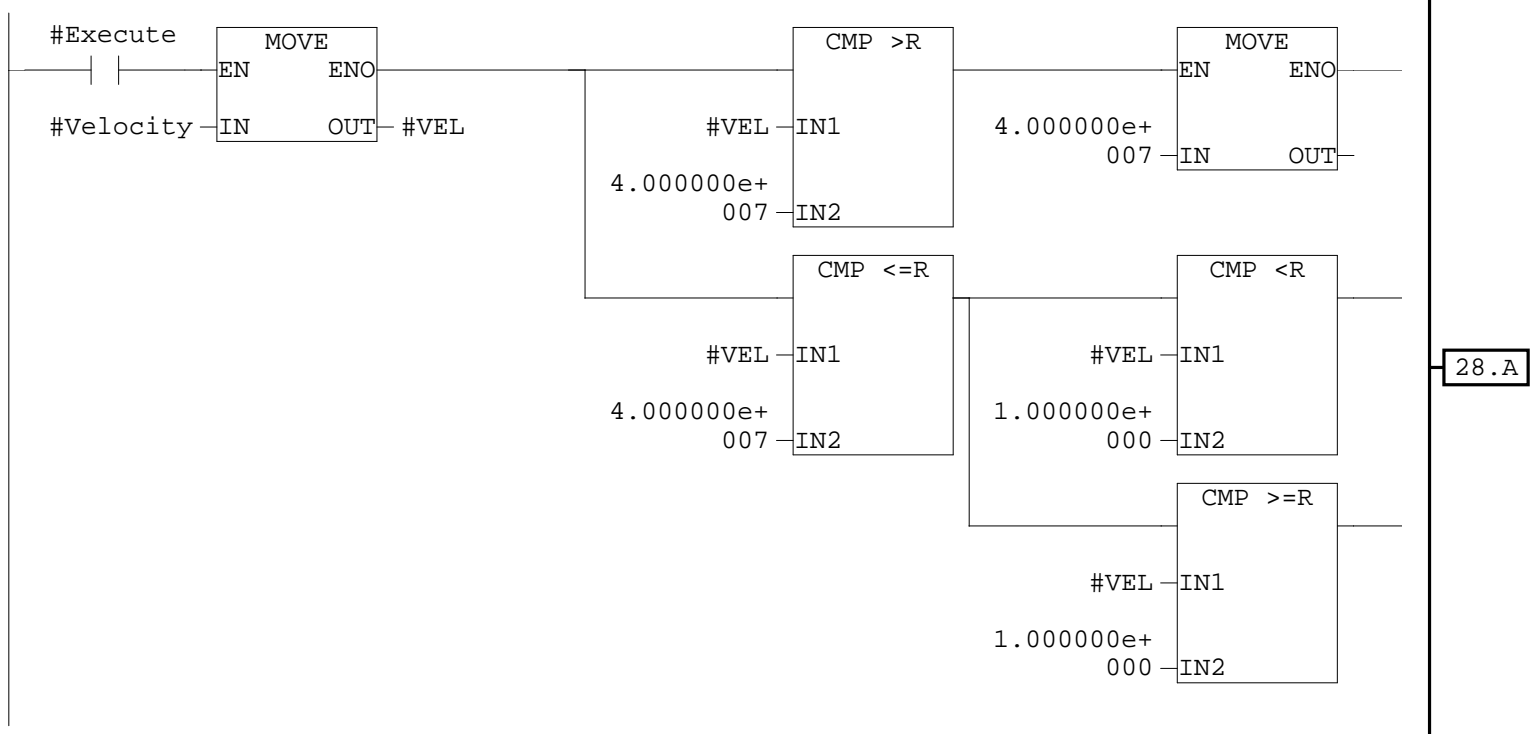 #Execute
MOVE
CMP >R
MOVE
EN ENO
EN ENO
#Velocity IN OUT #VEL
#VEL IN1
4.000000e+
007 IN OUT
4.000000e+
007 IN2
CMP <=R
CMP <R
#VEL IN1
#VEL IN1
28.A
4.000000e+
007 IN2
1.000000e+
000 IN2
CMP >=R
#VEL IN1
1.000000e+
000 IN2